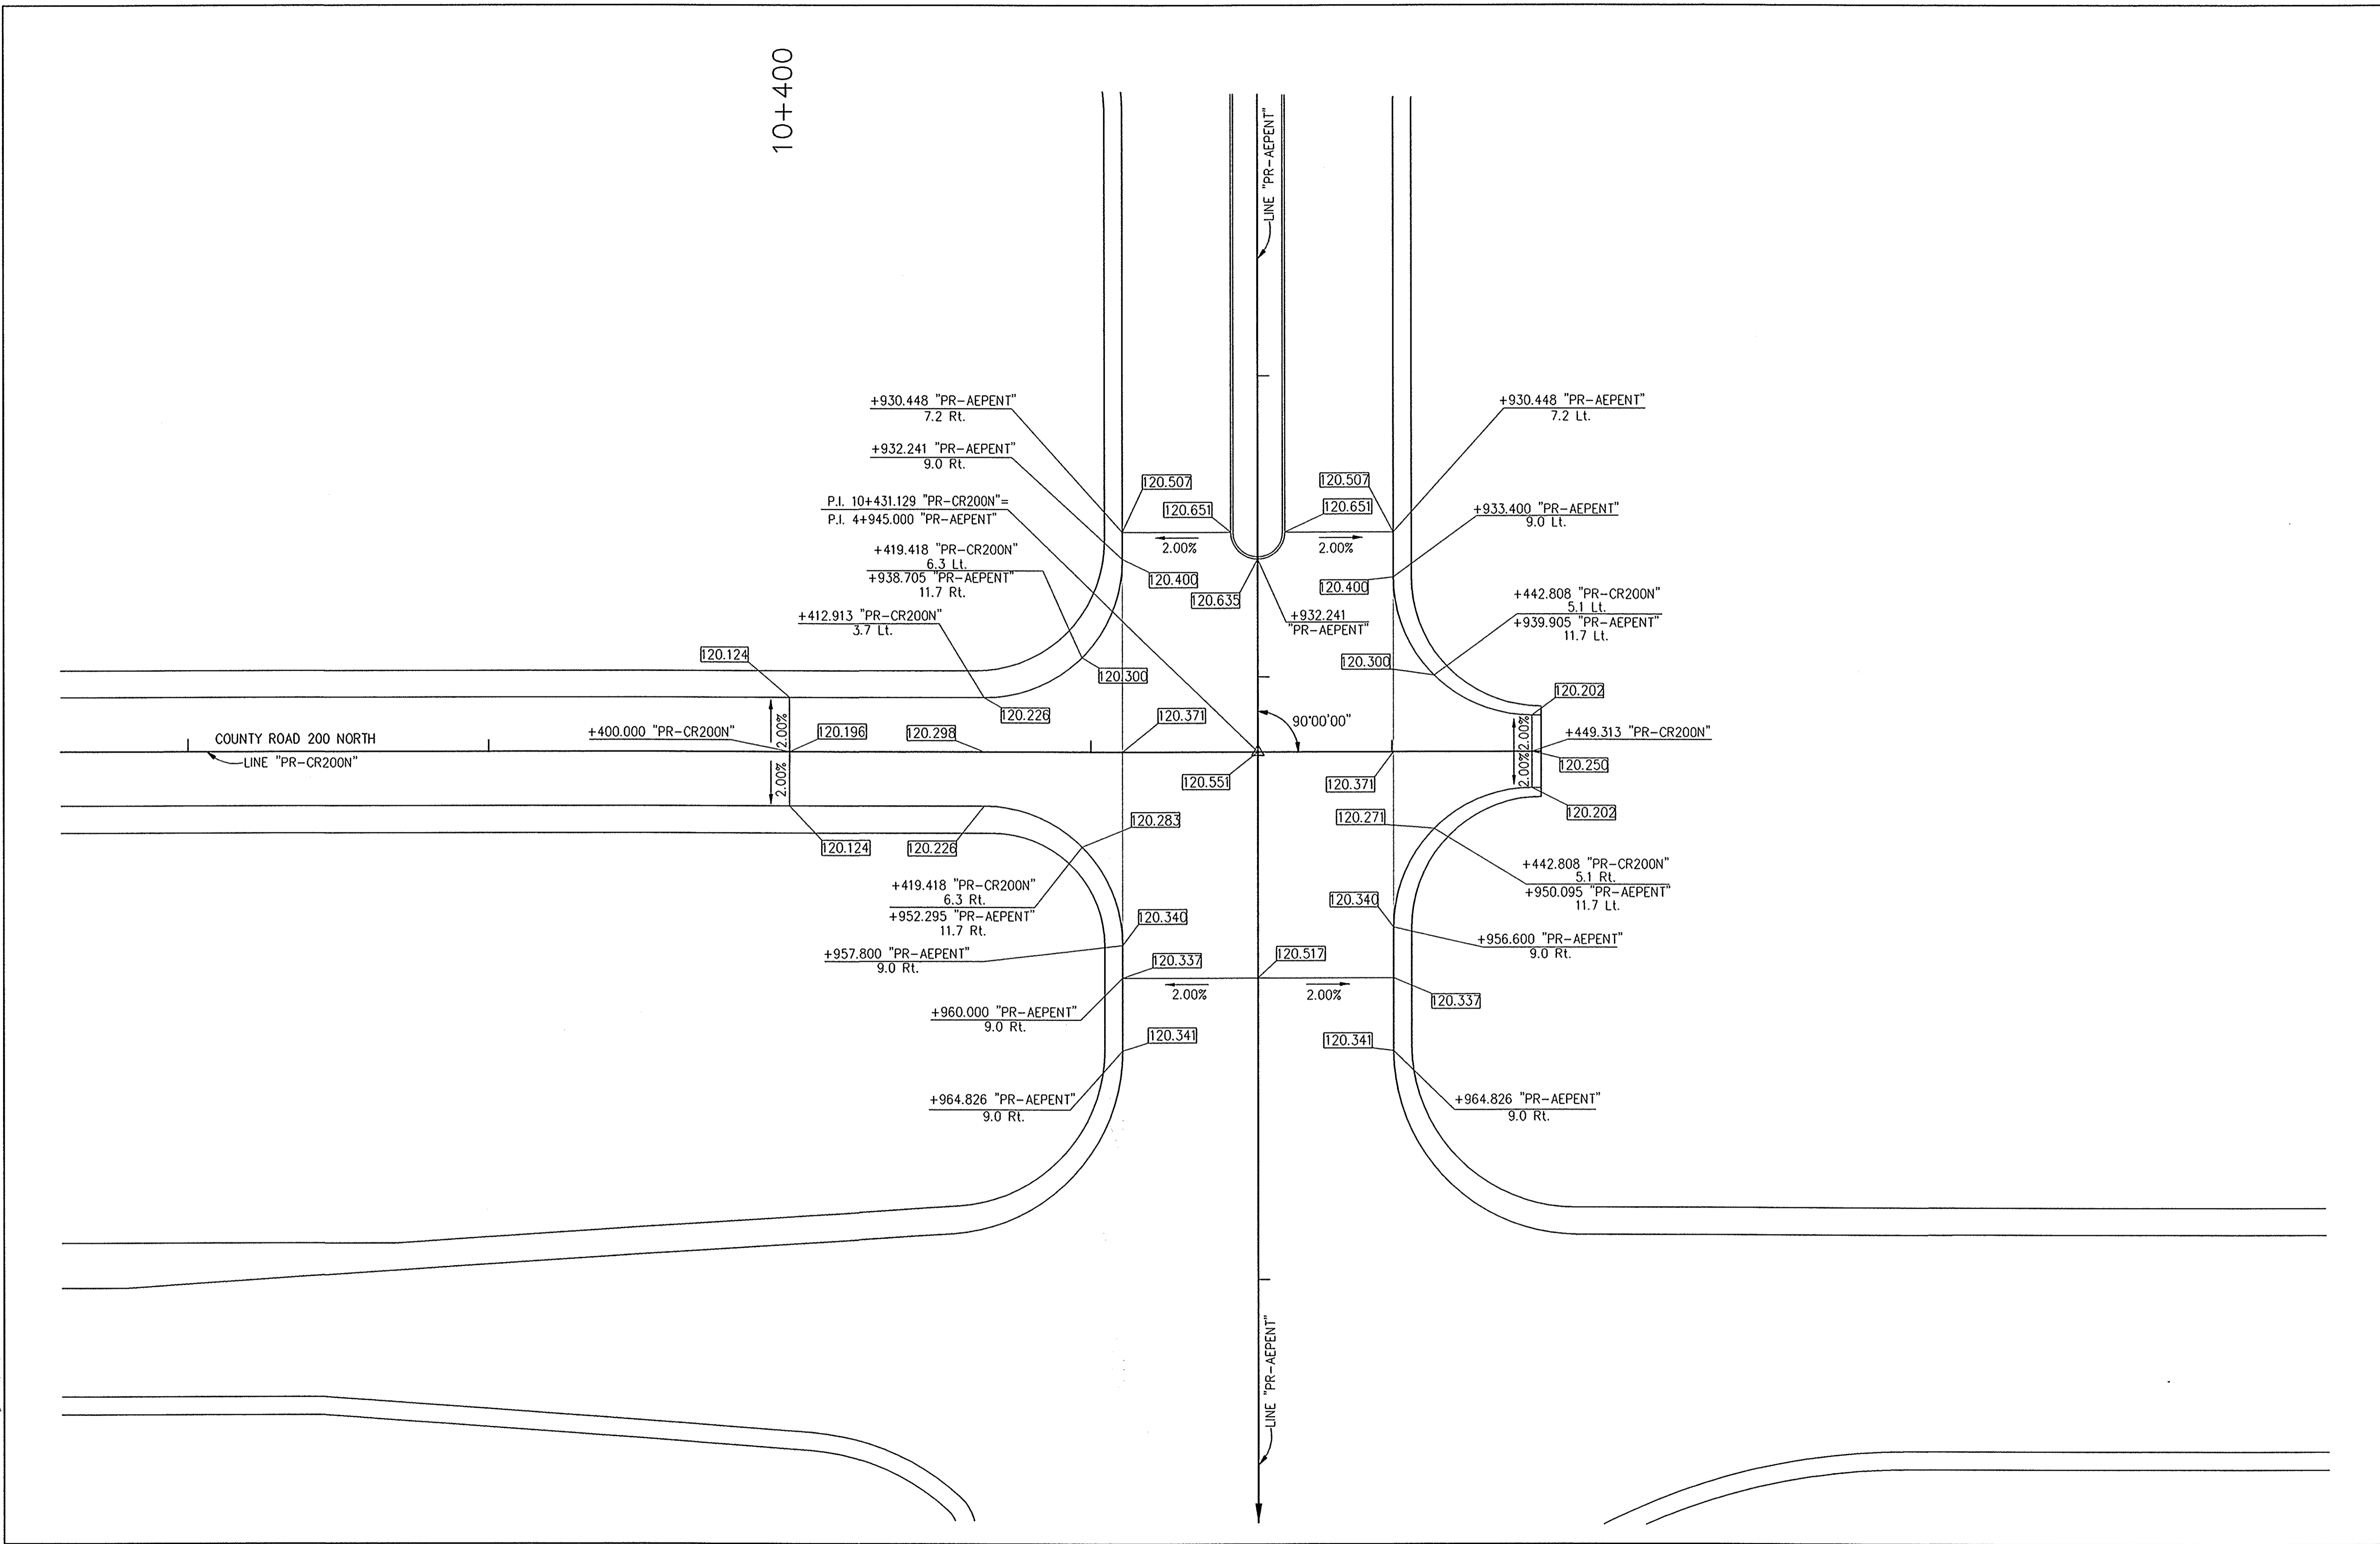 10+400
LINE "PR-AEPENT"
+930.448 "PR-AEPENT"
7.2 Rt.
+930.448 "PR-AEPENT"
7.2 Lt.
+932.241 "PR-AEPENT"
9.0 Rt.
120.507
120.507
P.I. 10+431.129 "PR-CR200N"=
P.I. 4+945.000 "PR-AEPENT"
120.651
120.651
+933.400 "PR-AEPENT"
9.0 Lt.
2.00%
2.00%
+419.418 "PR-CR200N"
6.3 Lt.
+938.705 "PR-AEPENT"
11.7 Rt.
120.400
120.400
120.635
+932.241
"PR-AEPENT"
+442.808 "PR-CR200N"
5.1 Lt.
+939.905 "PR-AEPENT"
11.7 Lt.
+412.913 "PR-CR200N"
3.7 Lt.
120.124
120.300
120.300
120.202
120.226
120.371
90°00'00"
2.00%
2.00%
COUNTY ROAD 200 NORTH
+400.000 "PR-CR200N"
120.196
120.298
+449.313 "PR-CR200N"
LINE "PR-CR200N"
2.00%
120.551
120.371
2.00%
120.250
120.283
120.271
120.202
120.124
120.226
+419.418 "PR-CR200N"
6.3 Rt.
+952.295 "PR-AEPENT"
11.7 Rt.
+442.808 "PR-CR200N"
5.1 Rt.
+950.095 "PR-AEPENT"
11.7 Lt.
120.340
120.340
+957.800 "PR-AEPENT"
9.0 Rt.
+956.600 "PR-AEPENT"
9.0 Rt.
120.337
120.517
2.00%
2.00%
120.337
+960.000 "PR-AEPENT"
9.0 Rt.
120.341
120.341
+964.826 "PR-AEPENT"
9.0 Rt.
+964.826 "PR-AEPENT"
9.0 Rt.
LINE "PR-AEPENT"